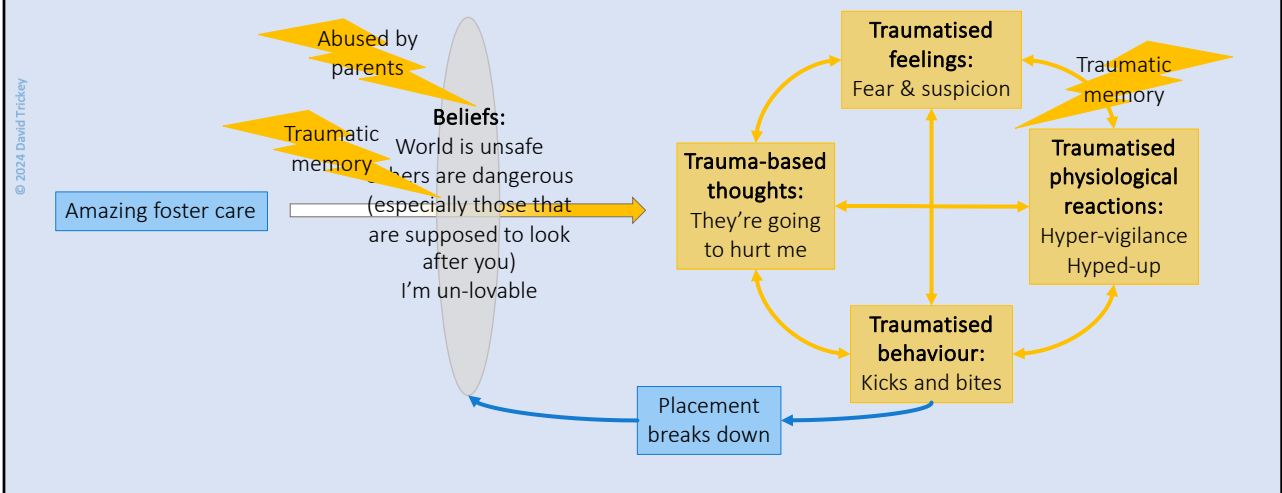 © 2024 David Trickey
Abused by
parents
Traumatic
memory
Amazing foster care
Beliefs:
World is unsafe
hers are dangerous
(especially those that
are supposed to look
after you)
I'm un-lovable
Trauma-based
thoughts:
They're going
to hurt me
Traumatised
feelings:
Fear & suspicion
Traumatic
memory
Traumatised
physiological
reactions:
Hyper-vigilance
Hyped-up
Traumatised
behaviour:
Kicks and bites
Placement
breaks down